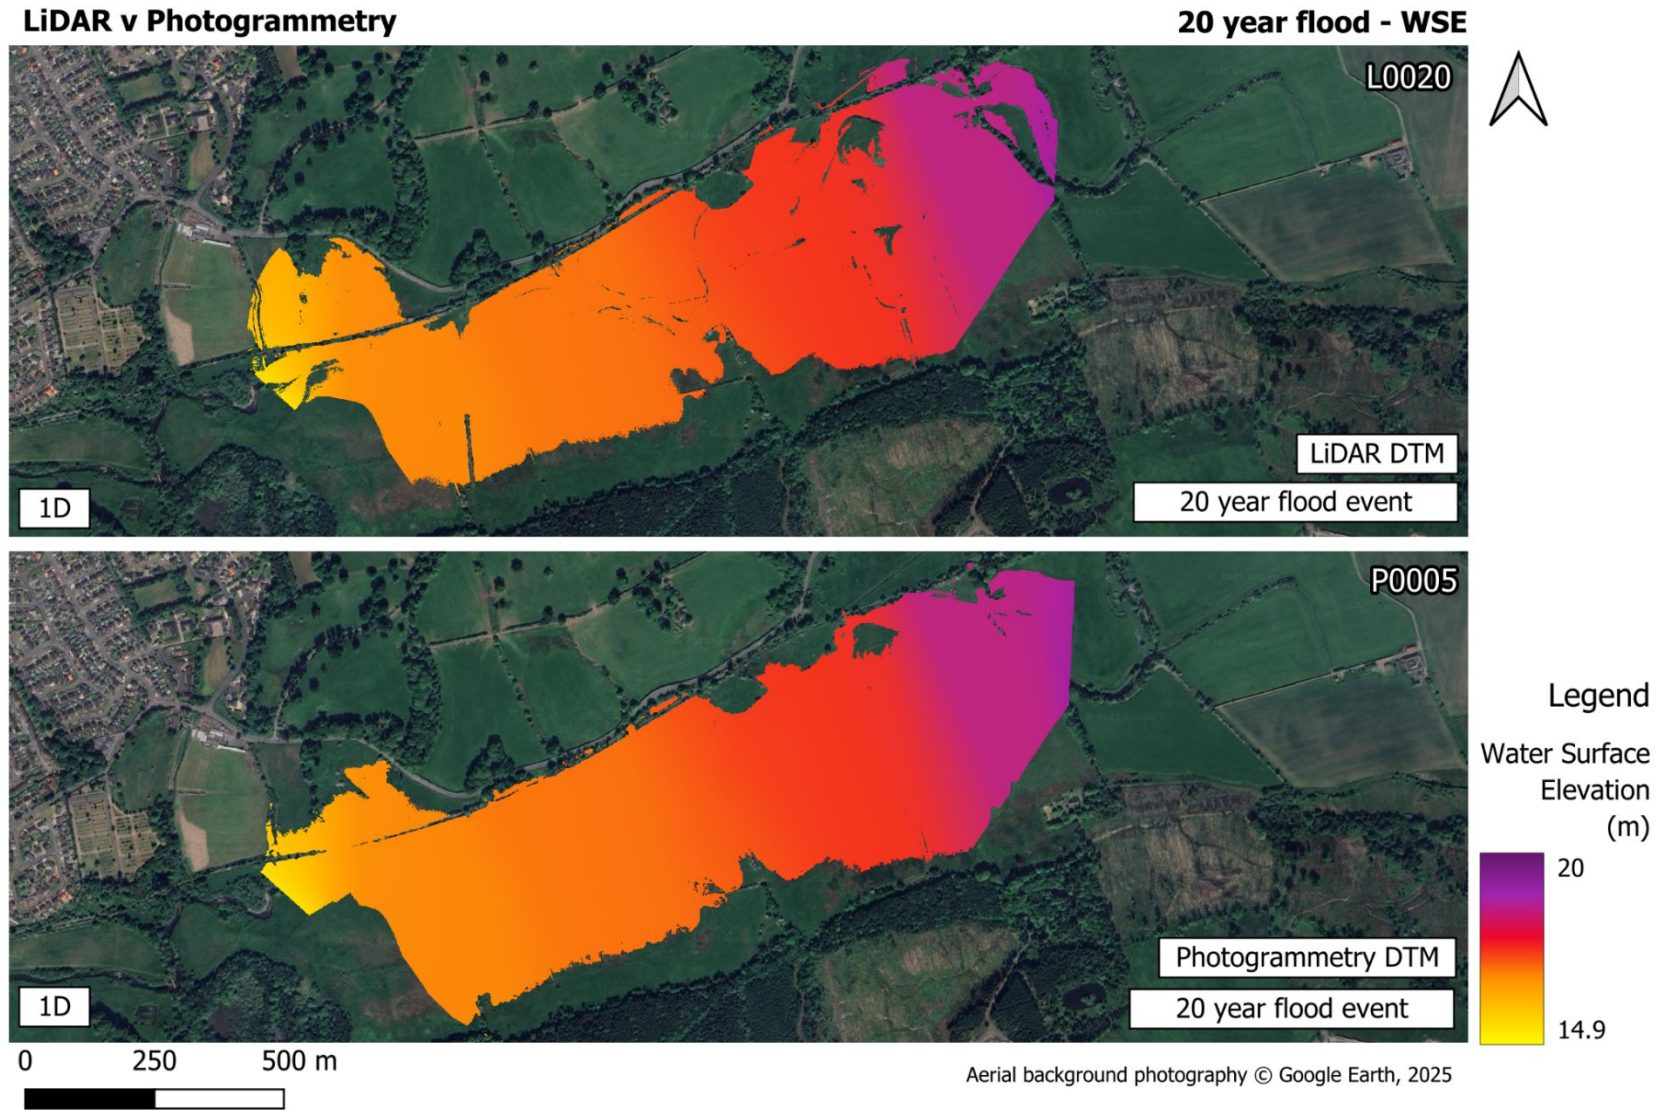 LiDAR v Photogrammetry
20 year flood - WSE
L0020
LiDAR DTM
1D
20 year flood event
P0005
Legend
Water Surface
Elevation
(m)
20
14.9
Photogrammetry DTM
1D
20 year flood event
0 250 500 m
Aerial background photography © Google Earth, 2025